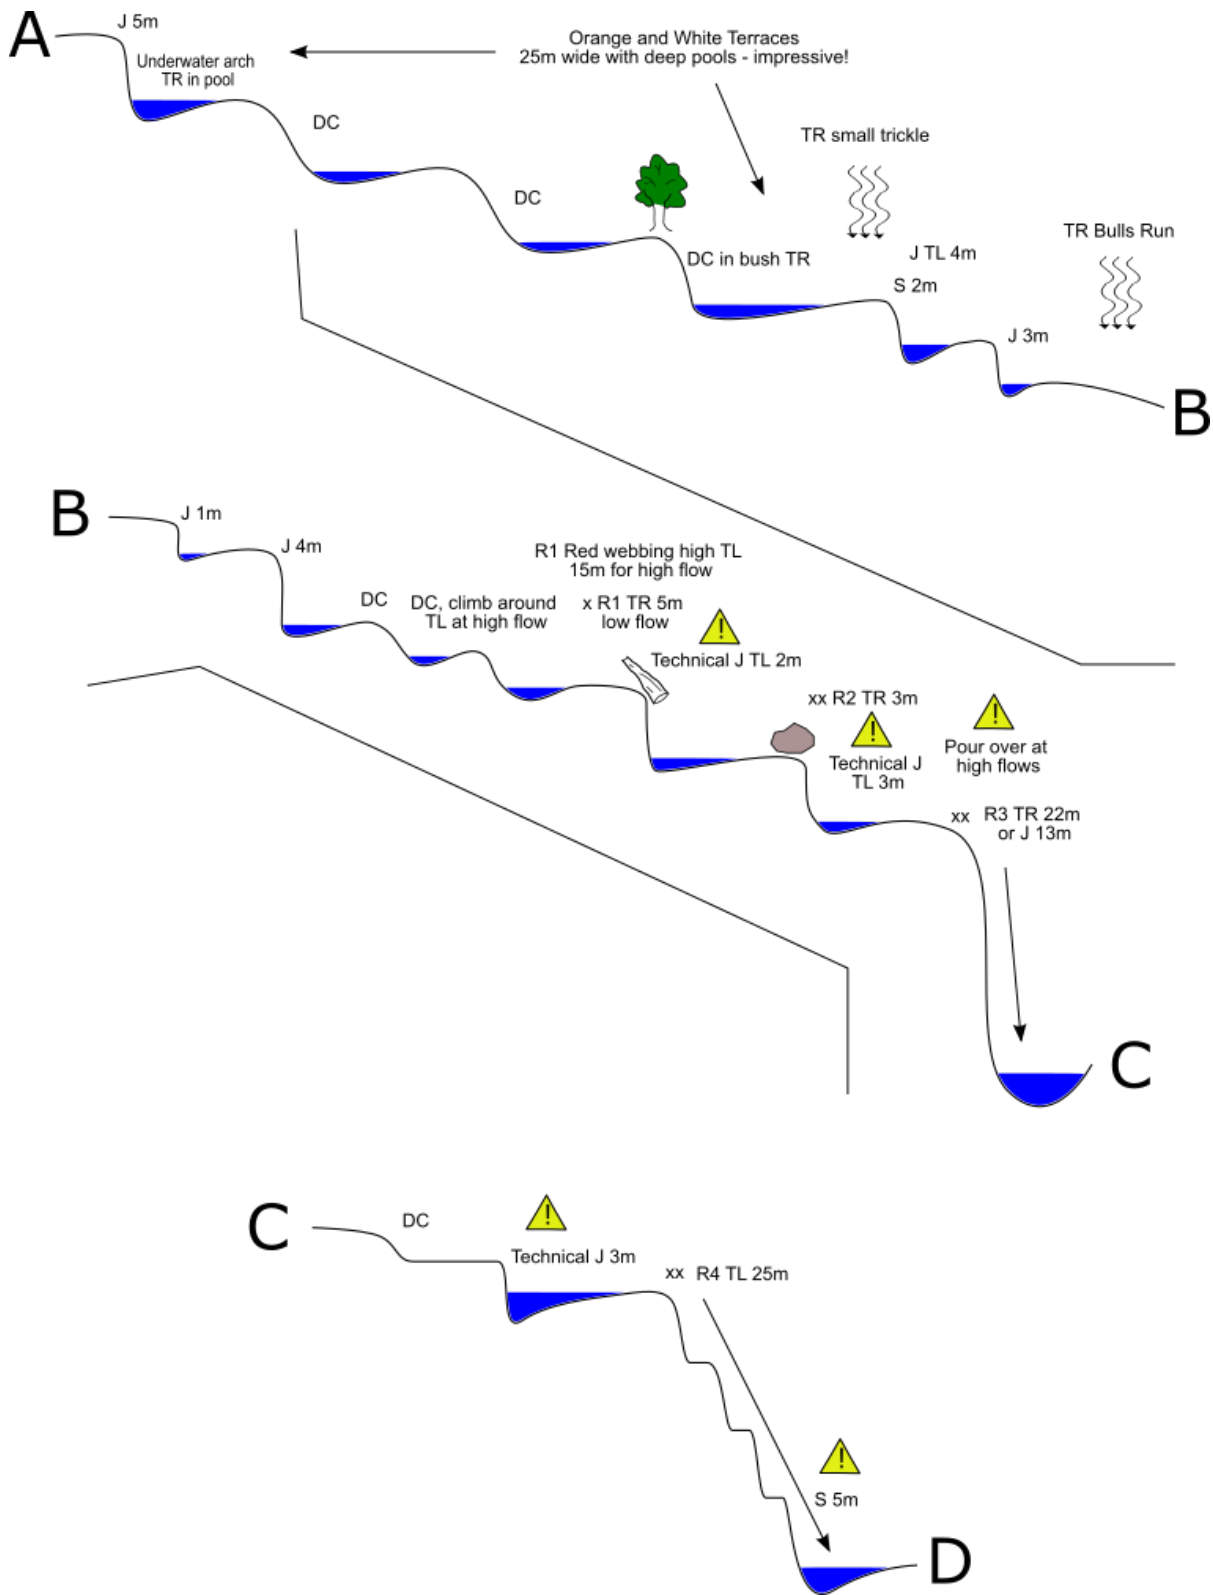 A
J 5m
Underwater arch
TR in pool
Orange and White Terraces
25m wide with deep pools - impressive!
DC
TR small trickle
DC
TR Bulls Run
DC in bush TR
J TL 4m
S 2m
J 3m
B
B
J 1m
J 4m
R1 Red webbing high TL
15m for high flow
DC
DC, climb around
TL at high flow
x R1 TR 5m
low flow
!
Technical J TL 2m
xx R2 TR 3m
!
Technical J
TL 3m
!
Pour over at
high flows
xx R3 TR 22m
or J 13m
C
C
DC
!
Technical J 3m
xx R4 TL 25m
!
S 5m
D